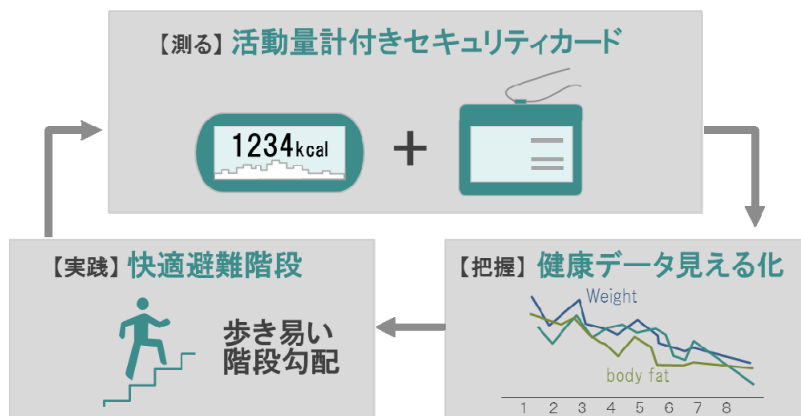 【測る】活動量計付きセキュリティカード
1234kcal
+
【実践】快適避難階段
歩き易い
階段勾配
【把握】健康データ見える化
Weight
body fat
1 2 3 4 5 6 7 8